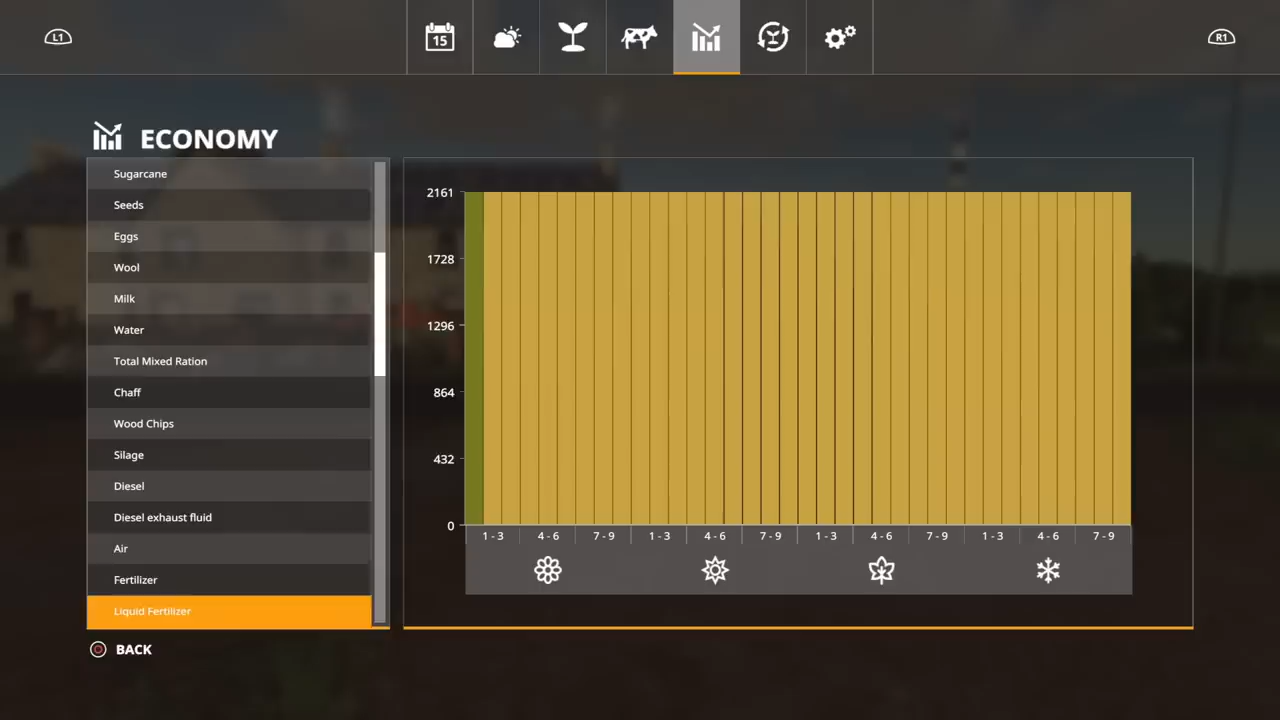 L1
15
R1
ECONOMY
Sugarcane
Seeds
Eggs
Wool
Milk
Water
Total Mixed Ration
Chaff
Wood Chips
Silage
Diesel
Diesel exhaust fluid
Air
Fertilizer
Liquid Fertilizer
BACK
2161
1728
1296
864
432
0
1 - 3 4 - 6 7 - 9 1 - 3 4 - 6 7 - 9 1 - 3 4 - 6 7 - 9 1 - 3 4 - 6 7 - 9